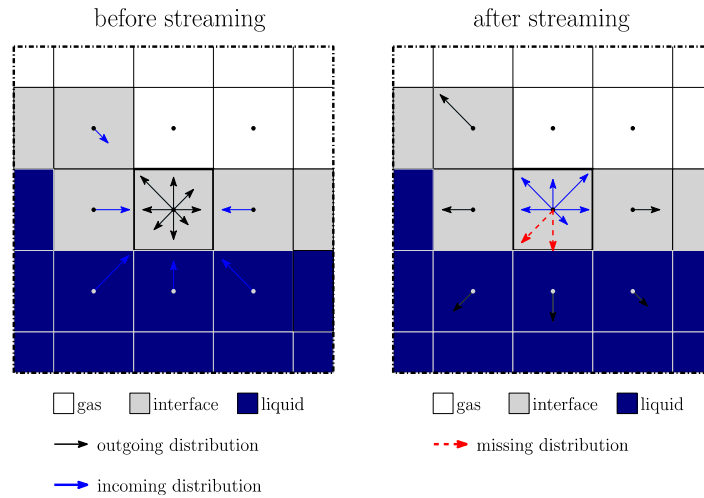 before streaming
after streaming
gas interface liquid
gas interface liquid
outgoing distribution
missing distribution
incoming distribution